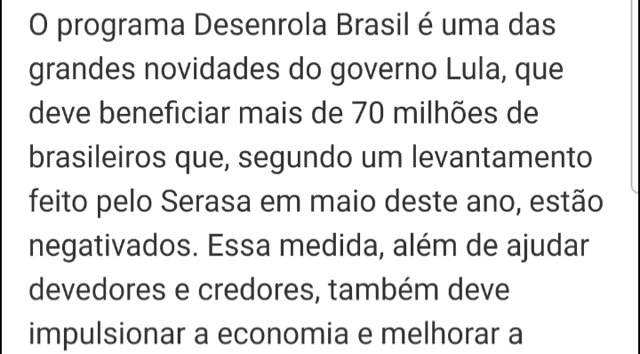 O programa Desenrola Brasil é uma das
grandes novidades do governo Lula, que
deve beneficiar mais de 70 milhões de
brasileiros que, segundo um levantamento
feito pelo Serasa em maio deste ano, estão
negativados. Essa medida, além de ajudar
devedores e credores, também deve
impulsionar a economia e melhorar a